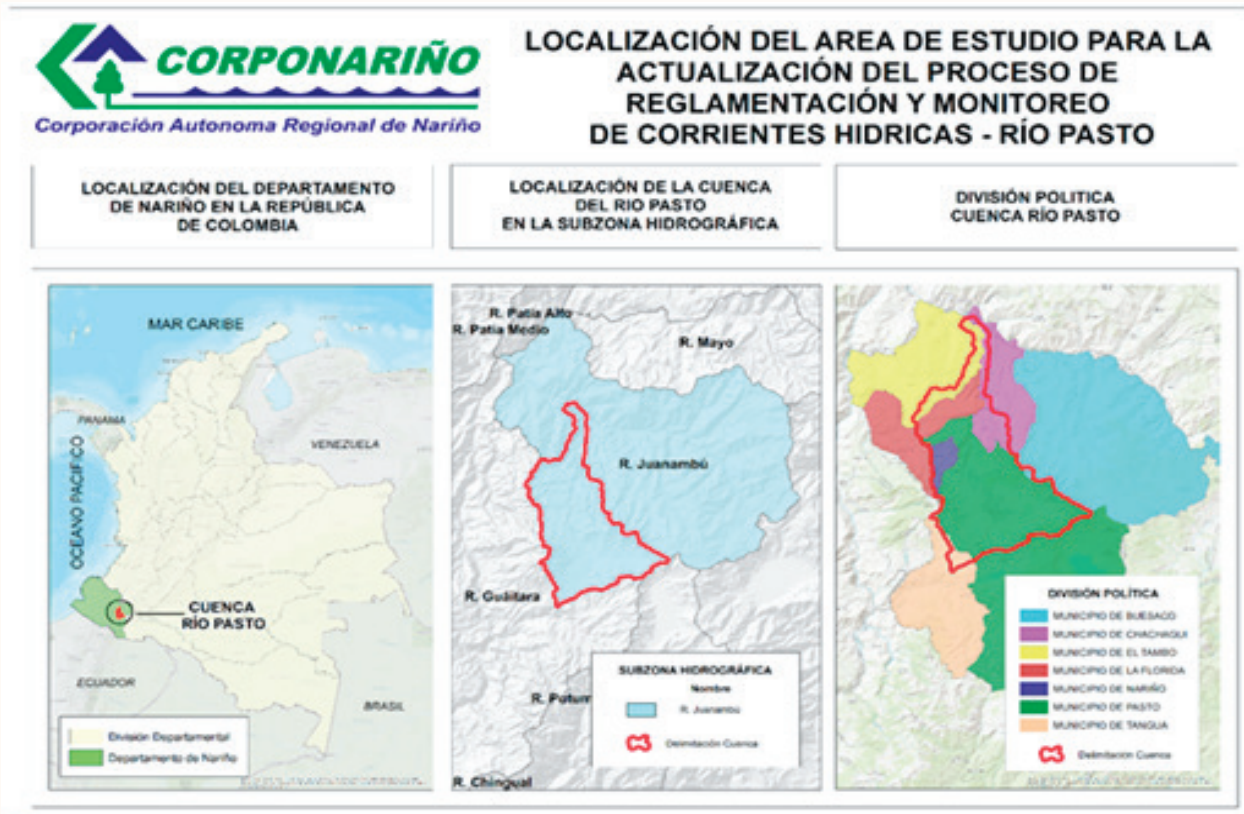 CORPONARIÑO
Corporación Autonoma Regional de Nariño
LOCALIZACIÓN DEL AREA DE ESTUDIO PARA LA
ACTUALIZACIÓN DEL PROCESO DE
REGLAMENTACIÓN Y MONITOREO
DE CORRIENTES HIDRICAS - RÍO PASTO
LOCALIZACIÓN DEL DEPARTAMENTO
DE NARIÑO EN LA REPÚBLICA
DE COLOMBIA
LOCALIZACIÓN DE LA CUENCA
DEL RIO PASTO
EN LA SUBZONA HIDROGRÁFICA
DIVISIÓN POLITICA
CUENCA RÍO PASTO
MAR CARIBE
PANAMA
VENEZUELA
OCEANO PACIFICO
CUENCA
RÍO PASTO
ECUADOR
BRASIL
División Departamental
Departamento de Nariño
R. Patía Alto
R. Patía Medio
R. Mayo
R. Juanambú
R. Guáitara
R. Putum
R. Chingual
SUBZONA HIDROGRÁFICA
Nombre
R. Juanambú
Delimitación Cuenca
DIVISIÓN POLÍTICA
MUNICIPIO DE BUESACO
MUNICIPIO DE CHACHAGUI
MUNICIPIO DE EL TAMBO
MUNICIPIO DE LA FLORIDA
MUNICIPIO DE NARIÑO
MUNICIPIO DE PASTO
MUNICIPIO DE TANGUA
Delimitación Cuenca